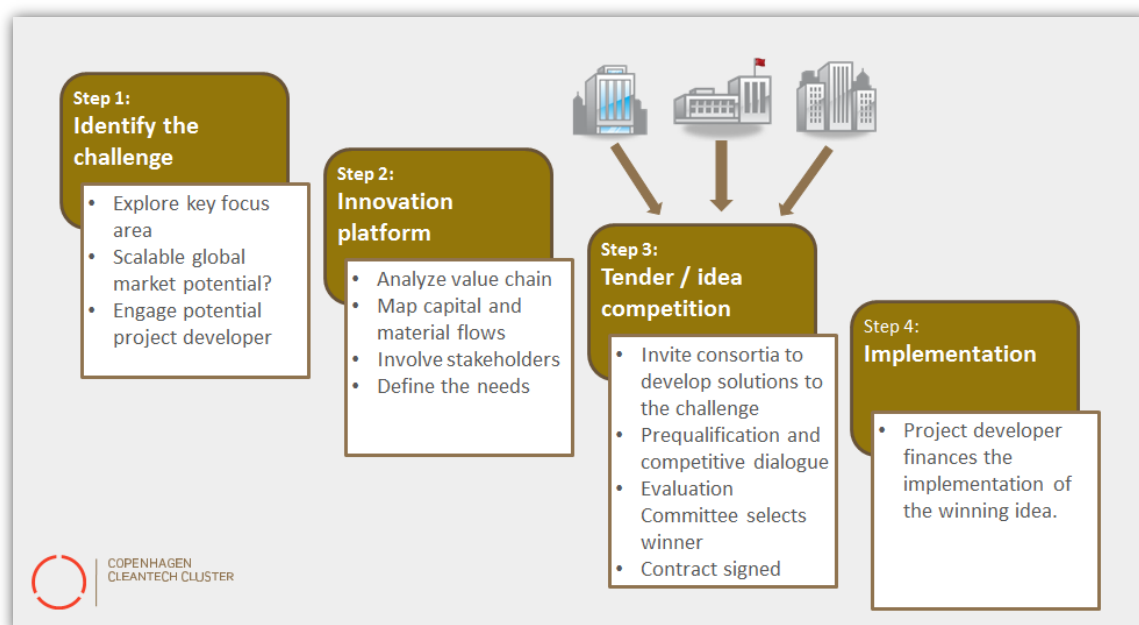 Step 1:
Identify the
challenge
• Explore key focus
area
• Scalable global
market potential?
• Engage potential
project developer
Step 2:
Innovation
platform
• Analyze value chain
• Map capital and
material flows
• Involve stakeholders
• Define the needs
Step 3:
Tender / idea
competition
• Invite consortia to
develop solutions to
the challenge
• Prequalification and
competitive dialogue
• Evaluation
Committee selects
winner
• Contract signed
Step 4:
Implementation
• Project developer
finances the
implementation of
the winning idea.
COPENHAGEN
CLEANTECH CLUSTER